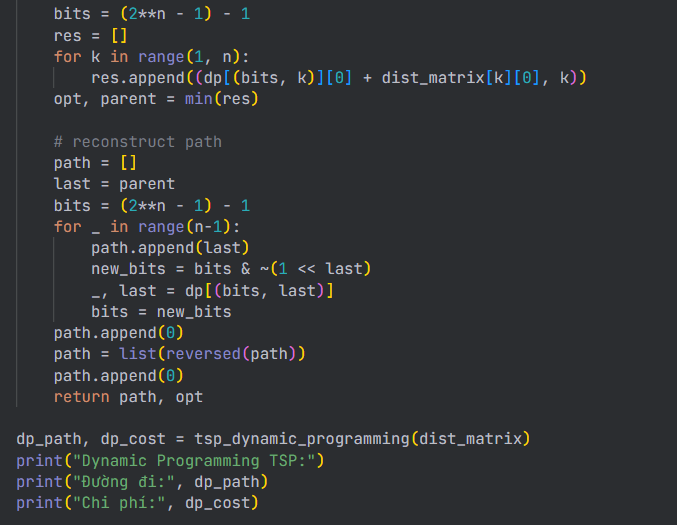 bits = (2**n - 1) - 1
res = []
for k in range(1, n):
res.append((dp[(bits, k)][0] + dist_matrix[k][0], k))
opt, parent = min(res)
# reconstruct path
path = []
last = parent
bits = (2**n - 1) - 1
for _ in range(n-1):
path.append(last)
new_bits = bits & ~(1 << last)
_, last = dp[(bits, last)]
bits = new_bits
path.append(0)
path = list(reversed(path))
path.append(0)
return path, opt
dp_path, dp_cost = tsp_dynamic_programming(dist_matrix)
print("Dynamic Programming TSP:")
print("Đường đi:", dp_path)
print("Chi phí:", dp_cost)